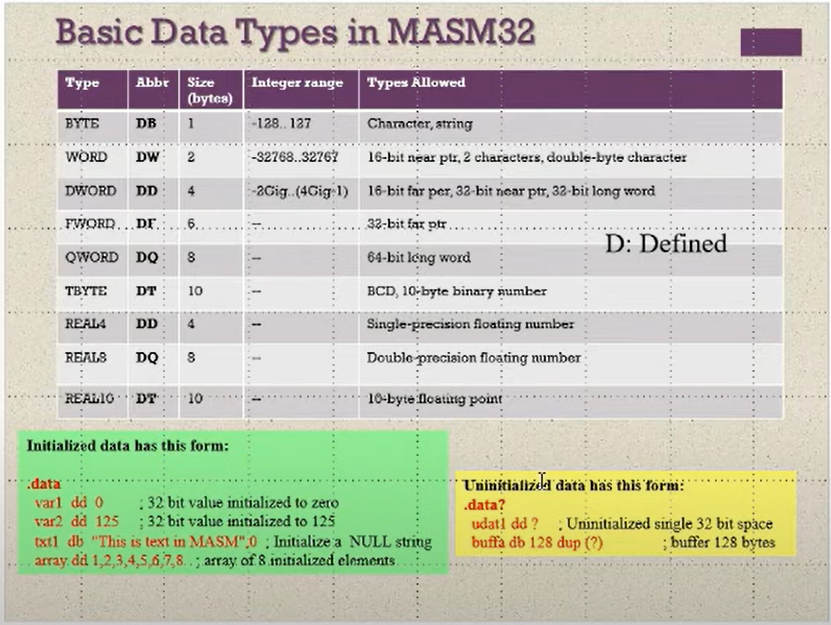 Basic Data Types in MASM32
Type Abbr Size (bytes) Integer range Types Allowed
BYTE DB 1 -128..127 Character, string
WORD DW 2 -32768..32767 16-bit near ptr, 2 characters, double-byte character
DWORD DD 4 -2Gig..(4Gig-1) 16-bit far per, 32-bit near ptr, 32-bit long word
FWORD DF 6 -- 32-bit far ptr
D: Defined
QWORD DQ 8 -- 64-bit long word
TBYTE DT 10 -- BCD, 10-byte binary number
REAL4 DD 4 -- Single-precision floating number
REAL8 DQ 8 -- Double-precision floating number
REAL10 DT 10 -- 10-byte floating point
Initialized data has this form:
.data
var1 dd 0 ; 32 bit value initialized to zero
var2 dd 125 ; 32 bit value initialized to 125
txt1 db "This is text in MASM",0 ; Initialize a NULL string
array dd 1,2,3,4,5,6,7,8 ; array of 8 initialized elements
Uninitialized data has this form:
.data?
udat1 dd ? ; Uninitialized single 32 bit space
buffa db 128 dup (?) ; buffer 128 bytes